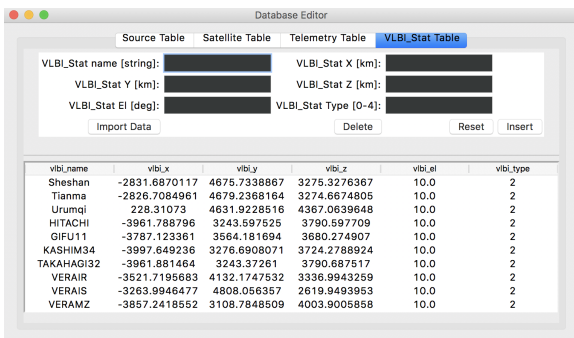 Database Editor
Source Table Satellite Table Telemetry Table VLBI_Stat Table
VLBI_Stat name [string]: VLBI_Stat X [km]:
VLBI_Stat Y [km]: VLBI_Stat Z [km]:
VLBI_Stat El [deg]: VLBI_Stat Type [0-4]:
Import Data Delete Reset Insert
vlbi_name vlbi_x vlbi_y vlbi_z vlbi_el vlbi_type
Sheshan -2831.6870117 4675.7338867 3275.3276367 10.0 2
Tianma -2826.7084961 4679.2368164 3274.6674805 10.0 2
Urumqi 228.31073 4631.9228516 4367.0639648 10.0 2
HITACHI -3961.788796 3243.597525 3790.597709 10.0 2
GIFU11 -3787.123361 3564.181694 3680.274907 10.0 2
KASHIM34 -3997.649236 3276.6908071 3724.2788924 10.0 2
TAKAHAGI32 -3961.881464 3243.37261 3790.687517 10.0 2
VERAIR -3521.7195683 4132.1747532 3336.9943259 10.0 2
VERAIS -3263.9946477 4808.056357 2619.9493953 10.0 2
VERAMZ -3857.2418552 3108.7848509 4003.9005858 10.0 2